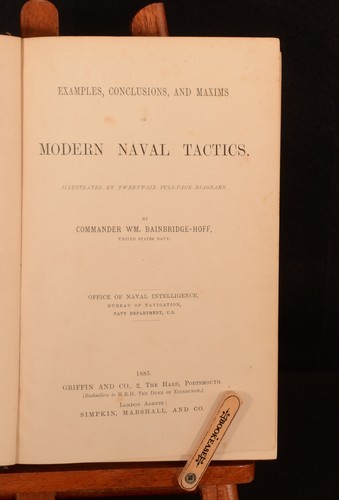 EXAMPLES, CONCLUSIONS, AND MAXIMS
OF
MODERN NAVAL TACTICS.
ILLUSTRATED BY TWENTY-SIX FULL-PAGE DIAGRAMS.
BY
COMMANDER WM. BAINBRIDGE-HOFF,
UNITED STATES NAVY.
OFFICE OF NAVAL INTELLIGENCE,
BUREAU OF NAVIGATION,
NAVY DEPARTMENT, U.S.
1885.
GRIFFIN AND CO., 2, THE HARD, PORTSMOUTH
(Booksellers to H.R.H. THE DUKE OF EDINBURGH.)
LONDON AGENTS:
SIMPKIN, MARSHALL, AND CO.
BOOKEASEL